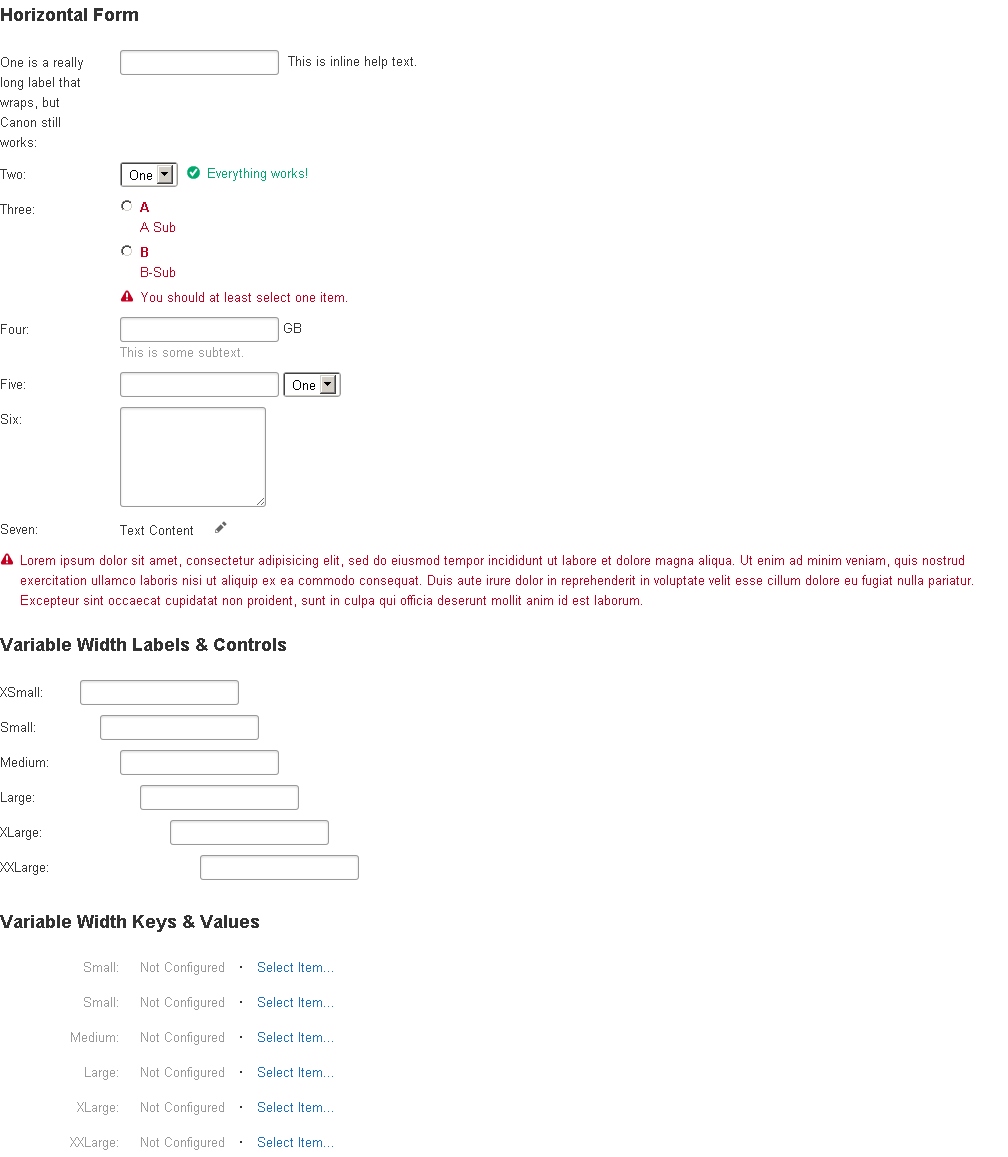 Horizontal Form
One is a really
long label that
wraps, but
Canon still
works:
This is inline help text.
Two:
One
Everything works!
Three:
A
A Sub
B
B-Sub
You should at least select one item.
Four:
GB
This is some subtext.
Five:
One
Six:
Seven:
Text Content
Lorem ipsum dolor sit amet, consectetur adipisicing elit, sed do eiusmod tempor incididunt ut labore et dolore magna aliqua. Ut enim ad minim veniam, quis nostrud
exercitation ullamco laboris nisi ut aliquip ex ea commodo consequat. Duis aute irure dolor in reprehenderit in voluptate velit esse cillum dolore eu fugiat nulla pariatur.
Excepteur sint occaecat cupidatat non proident, sunt in culpa qui officia deserunt mollit anim id est laborum.
Variable Width Labels & Controls
XSmall:
Small:
Medium:
Large:
XLarge:
XXLarge:
Variable Width Keys & Values
Small: Not Configured · Select Item...
Small: Not Configured · Select Item...
Medium: Not Configured · Select Item...
Large: Not Configured · Select Item...
XLarge: Not Configured · Select Item...
XXLarge: Not Configured · Select Item...